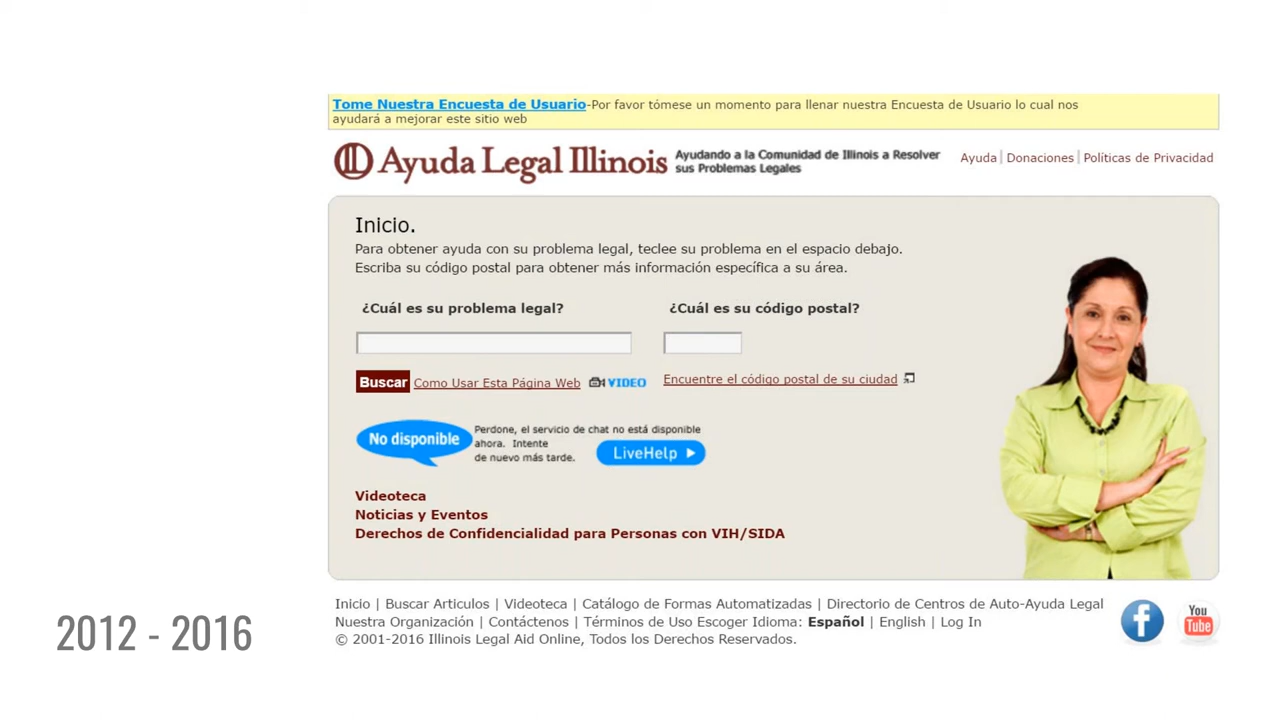 Tome Nuestra Encuesta de Usuario-Por favor tómese un momento para llenar nuestra Encuesta de Usuario lo cual nos
ayudará a mejorar este sitio web
Ayuda Legal Illinois
Ayudando a la Comunidad de Illinois a Resolver
sus Problemas Legales
Ayuda | Donaciones | Políticas de Privacidad
Inicio.
Para obtener ayuda con su problema legal, teclee su problema en el espacio debajo.
Escriba su código postal para obtener más información específica a su área.
¿Cuál es su problema legal? ¿Cuál es su código postal?
Buscar Como Usar Esta Página Web VIDEO Encuentre el código postal de su ciudad
No disponible
Perdone, el servicio de chat no está disponible
ahora. Intente
de nuevo más tarde.
LiveHelp
Videoteca
Noticias y Eventos
Derechos de Confidencialidad para Personas con VIH/SIDA
Inicio | Buscar Articulos | Videoteca | Catálogo de Formas Automatizadas | Directorio de Centros de Auto-Ayuda Legal
Nuestra Organización | Contáctenos | Términos de Uso Escoger Idioma: Español | English | Log In
© 2001-2016 Illinois Legal Aid Online, Todos los Derechos Reservados.
f
You
Tube
2012 - 2016